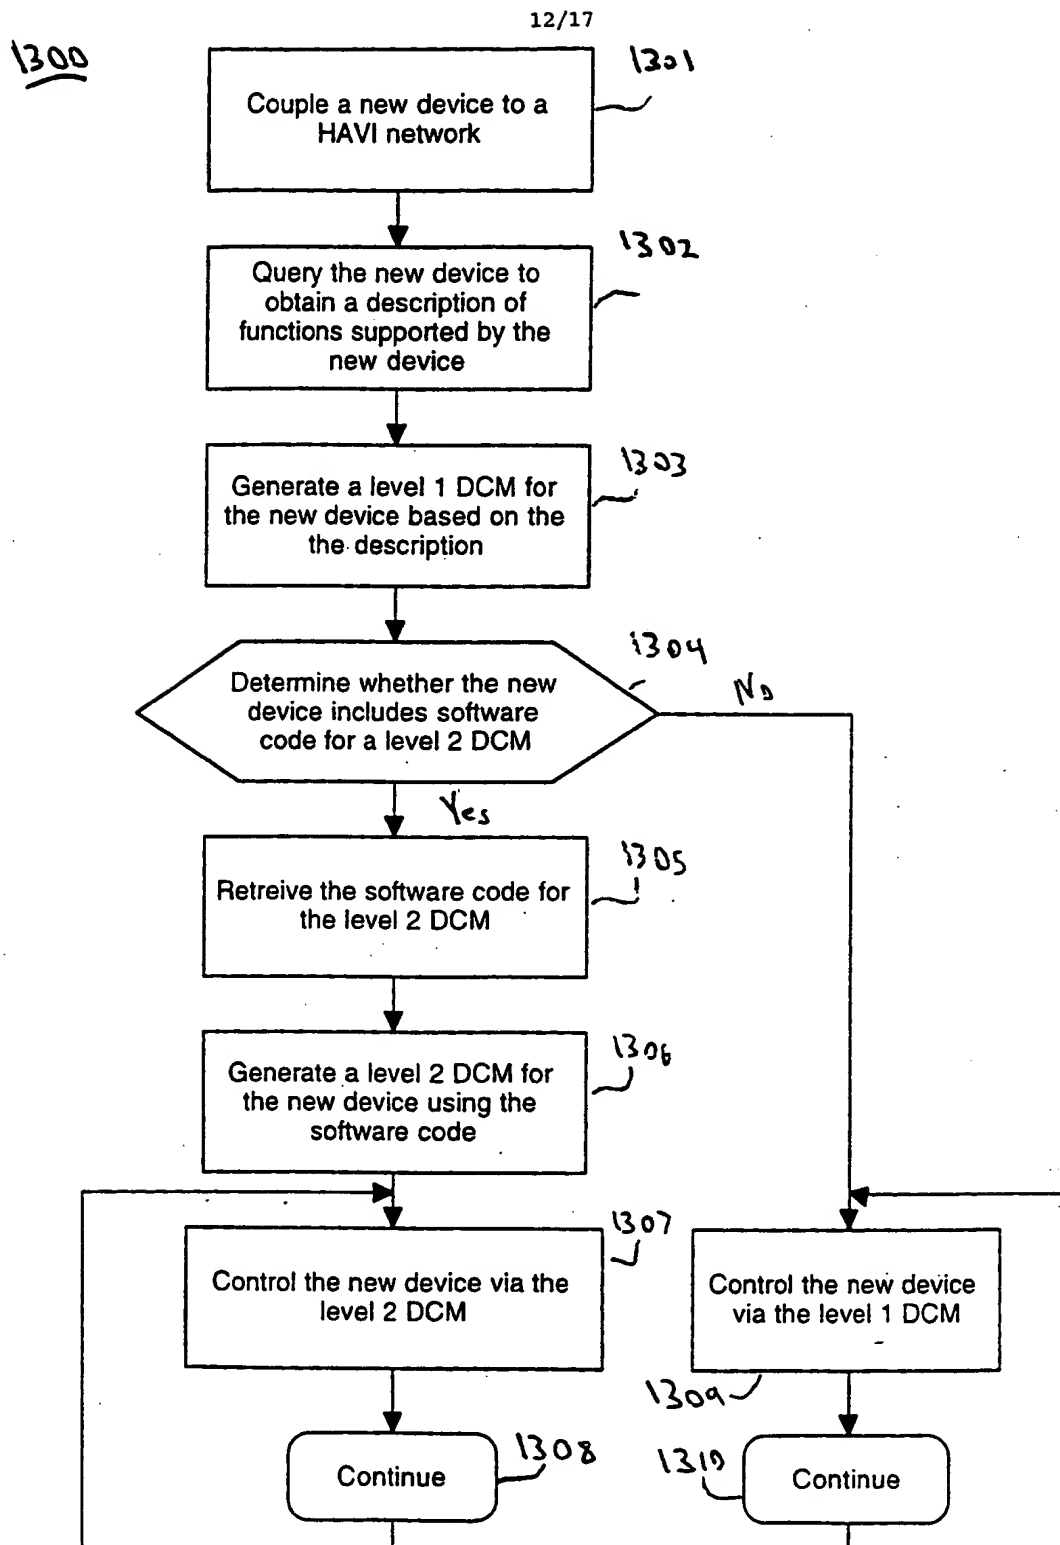 12/17
1300
1301
Couple a new device to a
HAVI network
1302
Query the new device to
obtain a description of
functions supported by the
new device
1303
Generate a level 1 DCM for
the new device based on the
the description
1304
Determine whether the new
device includes software
code for a level 2 DCM
No
Yes
1305
Retreive the software code for
the level 2 DCM
1306
Generate a level 2 DCM for
the new device using the
software code
1307
Control the new device via the
level 2 DCM
Control the new device
via the level 1 DCM
1309
1308
Continue
1310
Continue